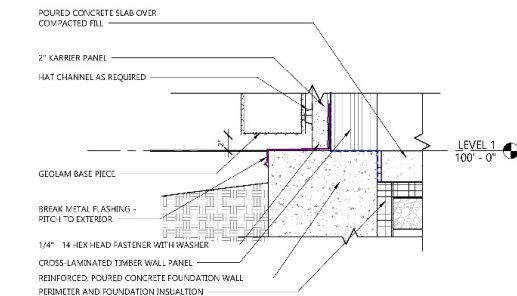 POURED CONCRETE SLAB OVER
COMPACTED FILL
2" KARRIER PANEL
HAT CHANNEL AS REQUIRED
2"
LEVEL 1
100' - 0"
GEOLAM BASE PIECE
BREAK METAL FLASHING -
PITCH TO EXTERIOR
1/4" 14 HEX HEAD FASTENER WITH WASHER
CROSS-LAMINATED TIMBER WALL PANEL
REINFORCED, POURED CONCRETE FOUNDATION WALL
PERIMETER AND FOUNDATION INSUALTION